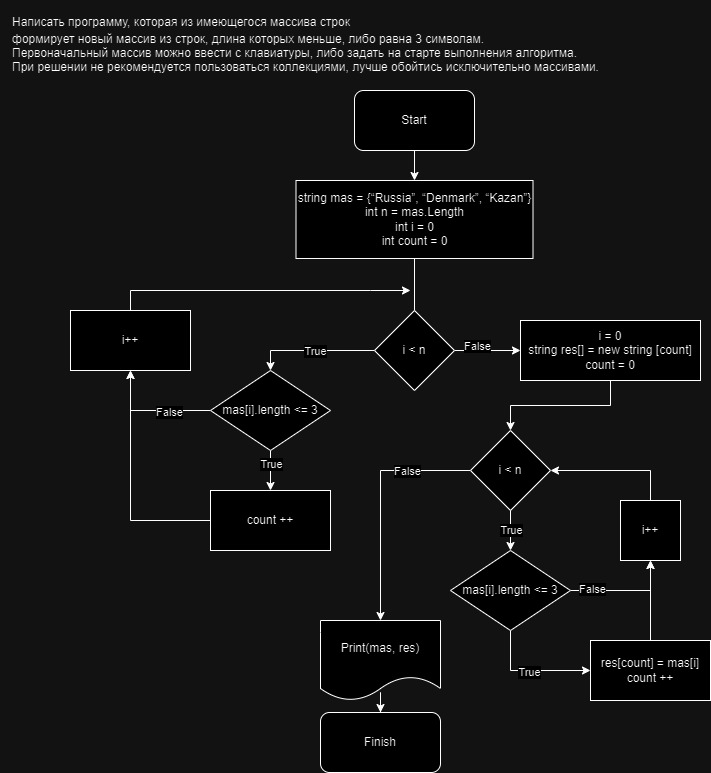 Написать программу, которая из имеющегося массива строк
формирует новый массив из строк, длина которых меньше, либо равна 3 символам.
Первоначальный массив можно ввести с клавиатуры, либо задать на старте выполнения алгоритма.
При решении не рекомендуется пользоваться коллекциями, лучше обойтись исключительно массивами.
Start
string mas = {“Russia”, “Denmark”, “Kazan”}
int n = mas.Length
int i = 0
int count = 0
i++
i < n
True
False
i = 0
string res[] = new string [count]
count = 0
mas[i].length <= 3
False
True
count ++
i < n
False
True
i++
mas[i].length <= 3
False
True
res[count] = mas[i]
count ++
Print(mas, res)
Finish